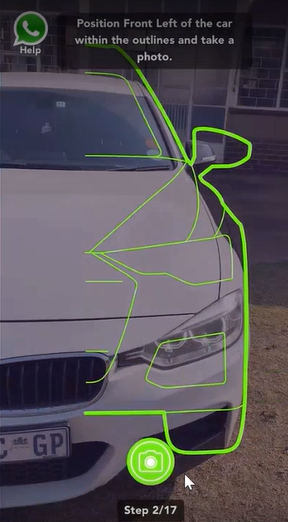 Position Front Left of the car
within the outlines and take a
photo.
Help
C GP
Step 2/17